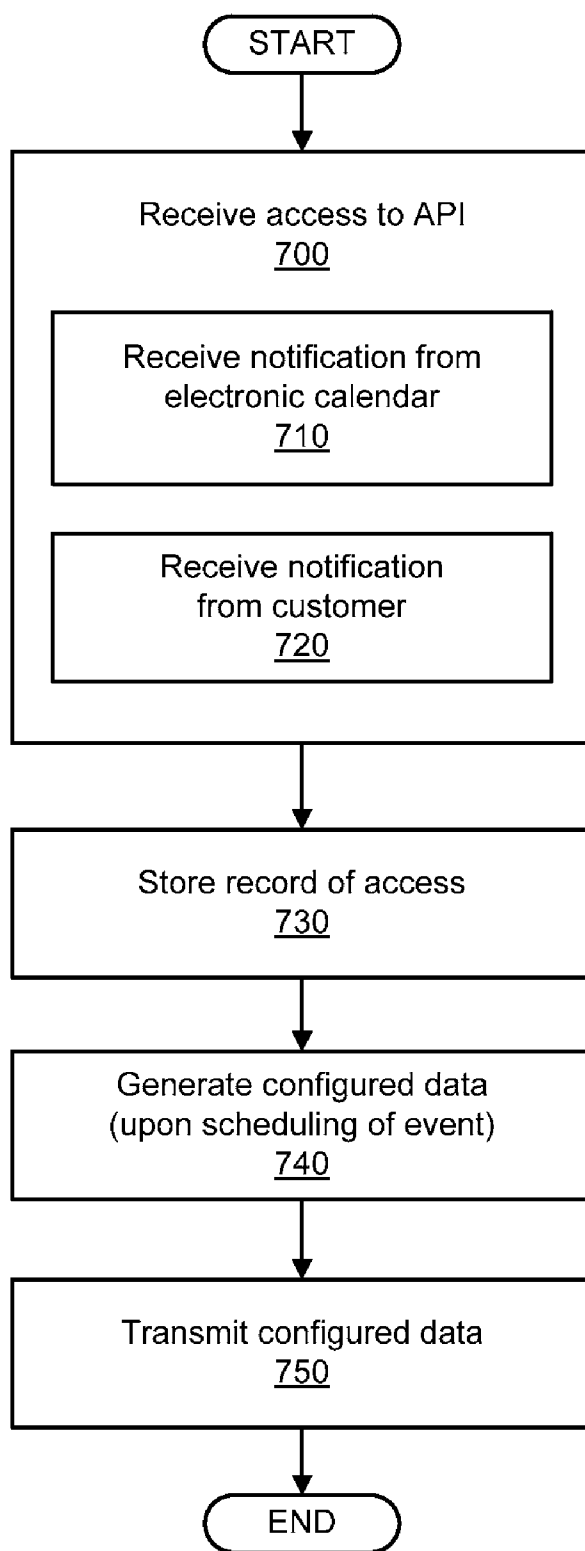 START
Receive access to API
700
Receive notification from
electronic calendar
710
Receive notification
from customer
720
Store record of access
730
Generate configured data
(upon scheduling of event)
740
Transmit configured data
750
END